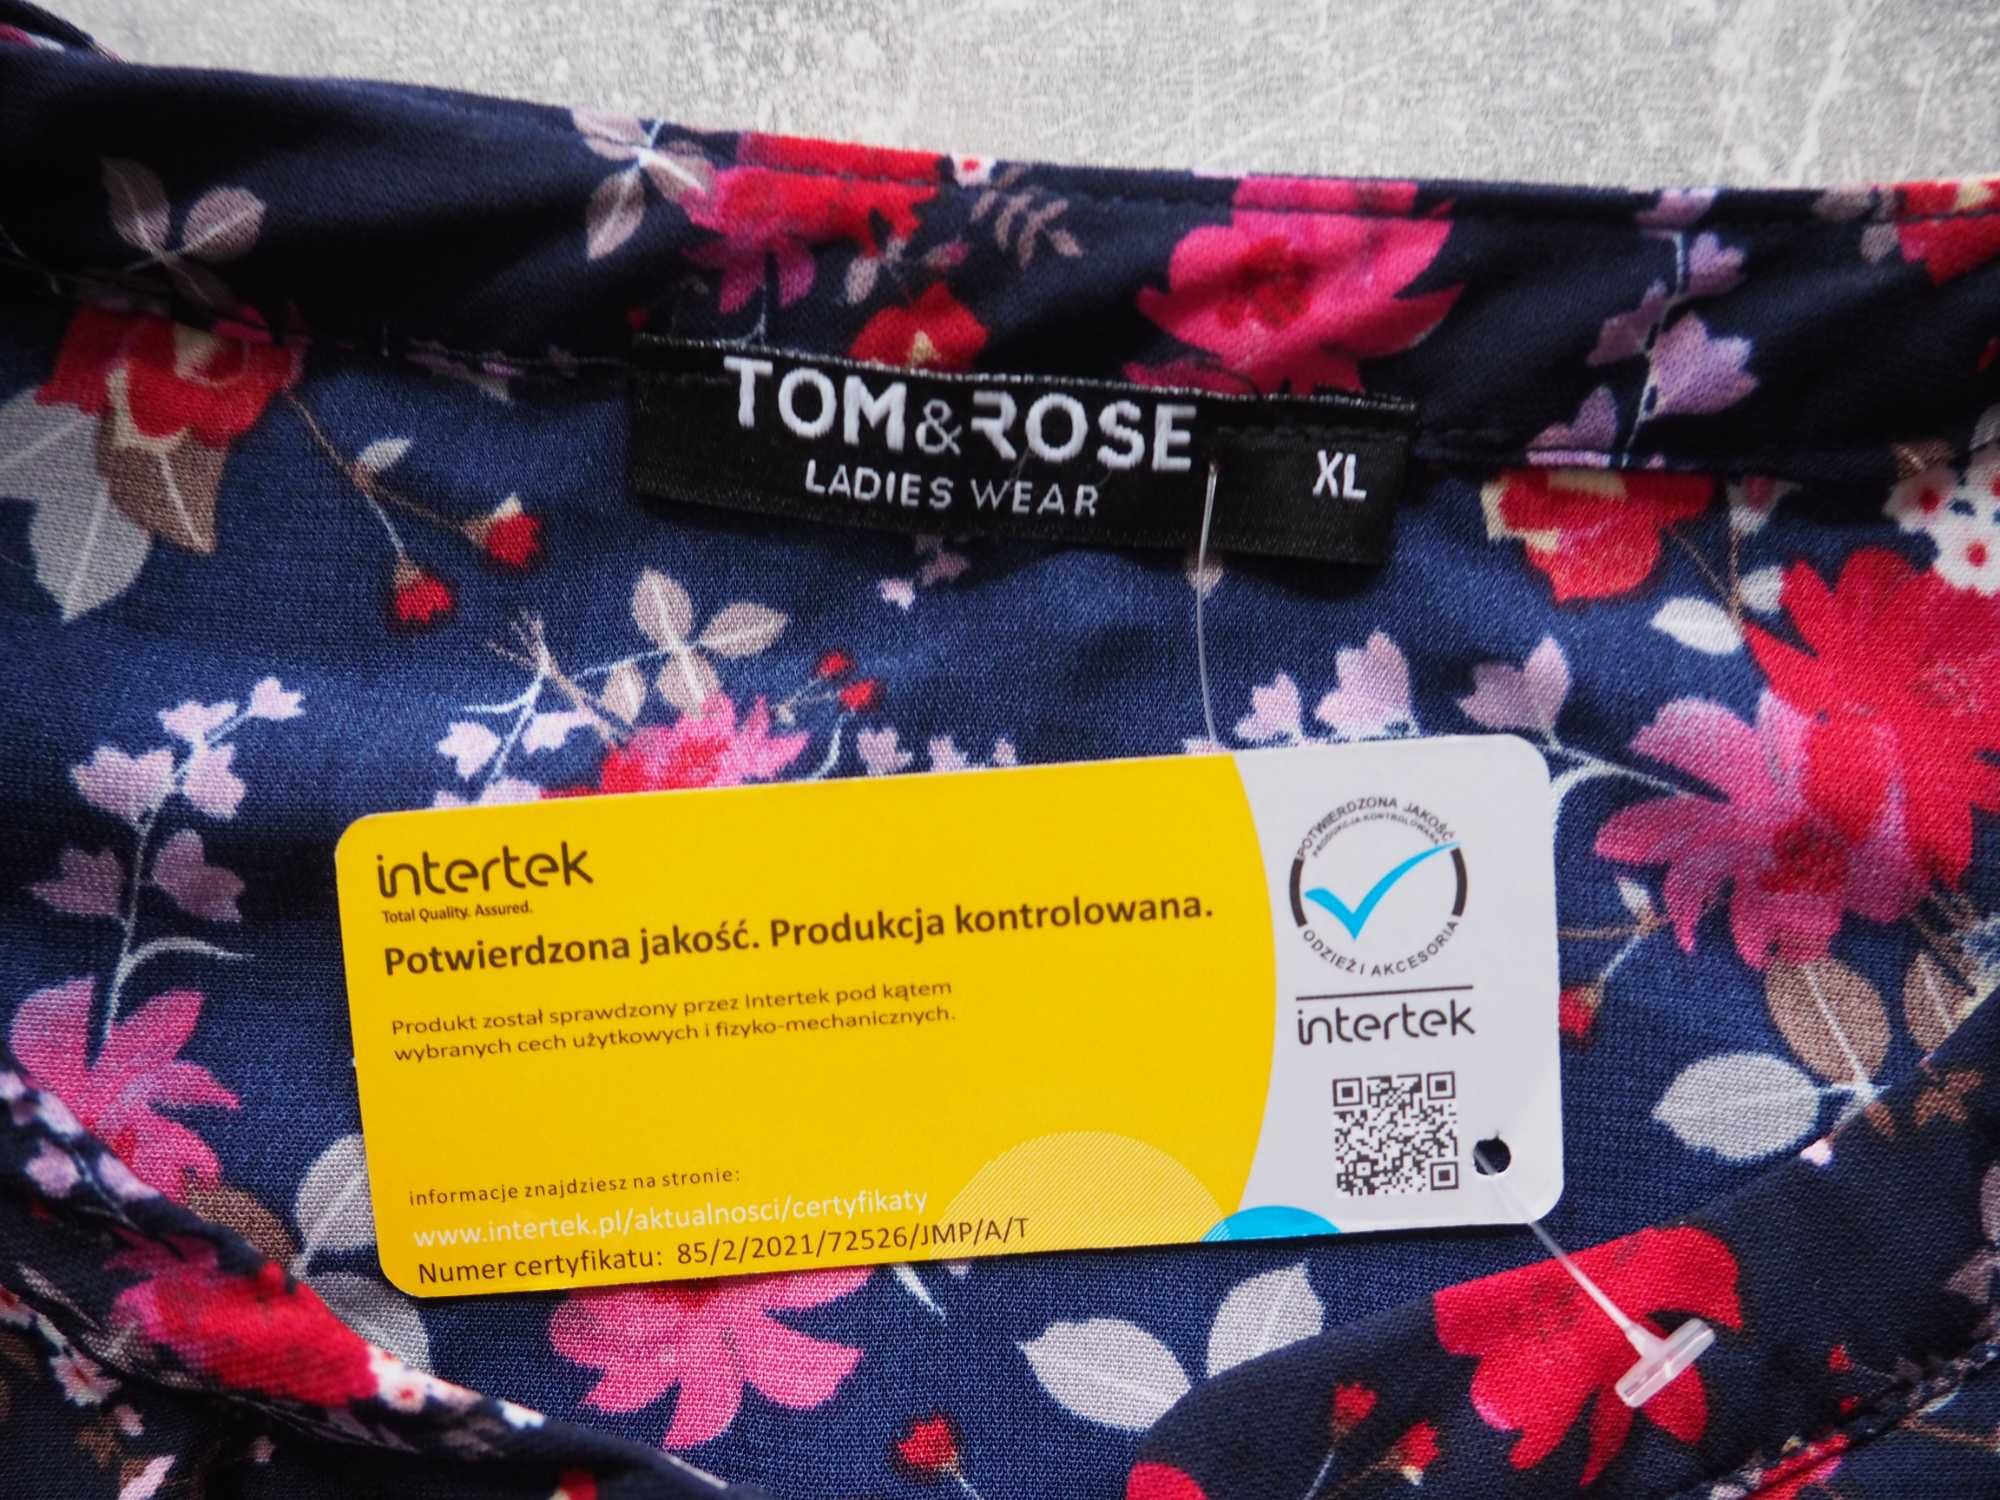 TOM&ROSE
LADIES WEAR
XL
intertek
Total Quality. Assured.
Potwierdzona jakość. Produkcja kontrolowana.
Produkt został sprawdzony przez Intertek pod kątem
wybranych cech użytkowych i fizyko-mechanicznych.
informacje znajdziesz na stronie:
www.intertek.pl/aktualnosci/certyfikaty
Numer certyfikatu: 85/2/2021/72526/JMP/A/T
POTWIERDZONA JAKOŚĆ
PRODUKCJA KONTROLOWANA
ODZIEŻ I AKCESORIA
intertek